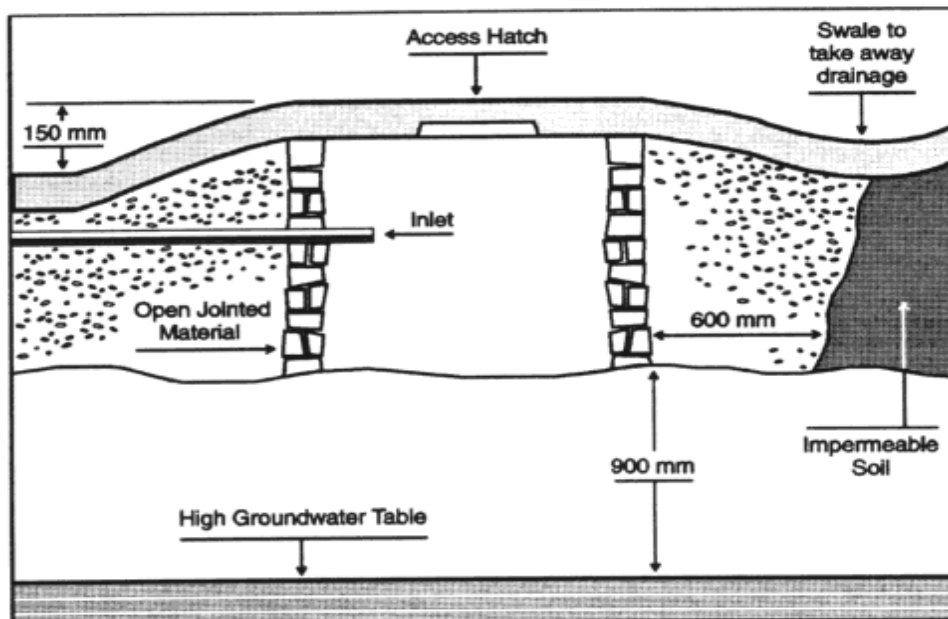 Access Hatch
Swale to
take away
drainage
150 mm
Inlet
Open Jointed
Material
600 mm
Impermeable
Soil
900 mm
High Groundwater Table